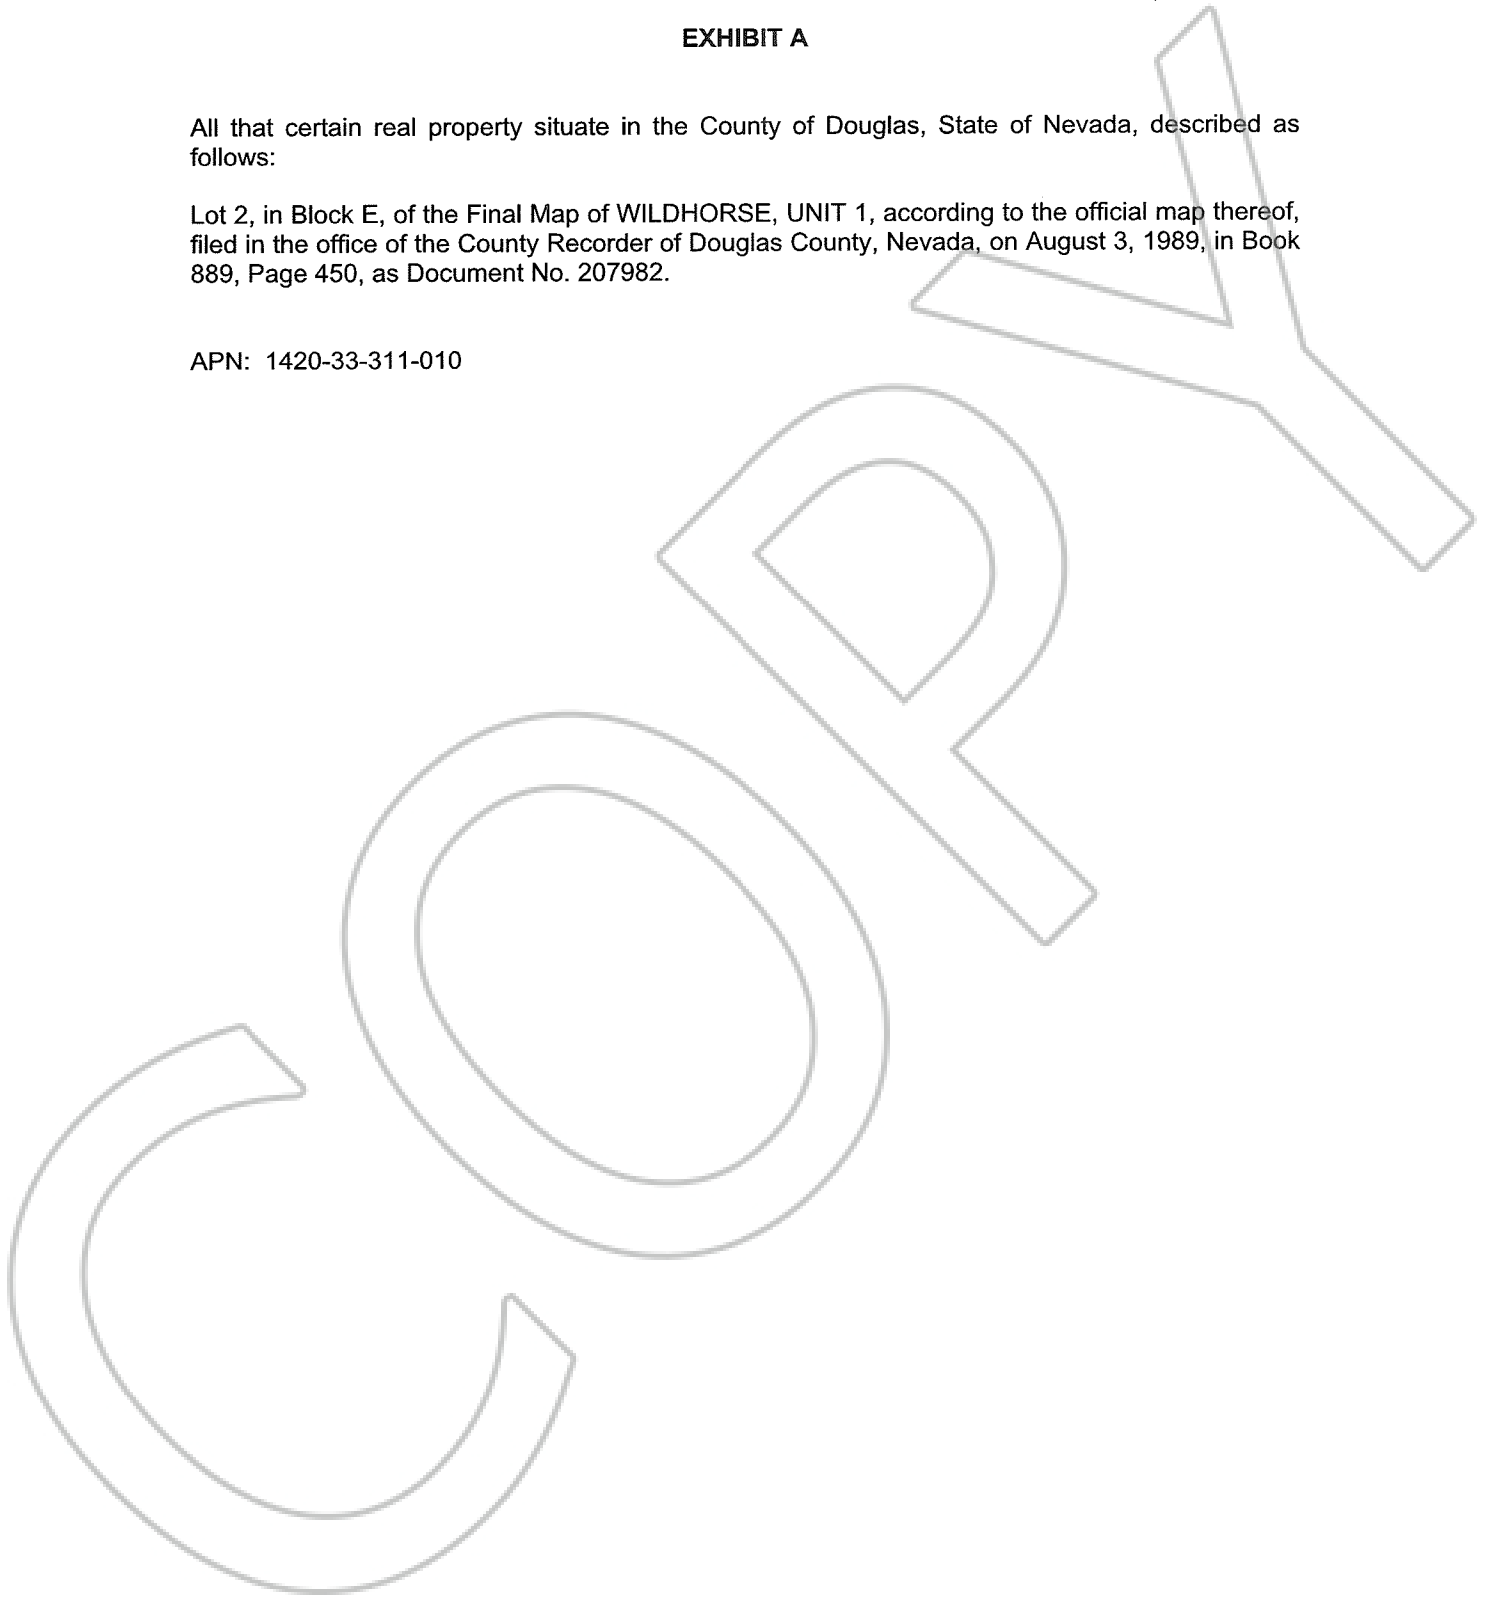 EXHIBIT A
All that certain real property situate in the County of Douglas, State of Nevada, described as
follows:
Lot 2, in Block E, of the Final Map of WILDHORSE, UNIT 1, according to the official map thereof,
filed in the office of the County Recorder of Douglas County, Nevada, on August 3, 1989, in Book
889, Page 450, as Document No. 207982.
APN: 1420-33-311-010
COPY